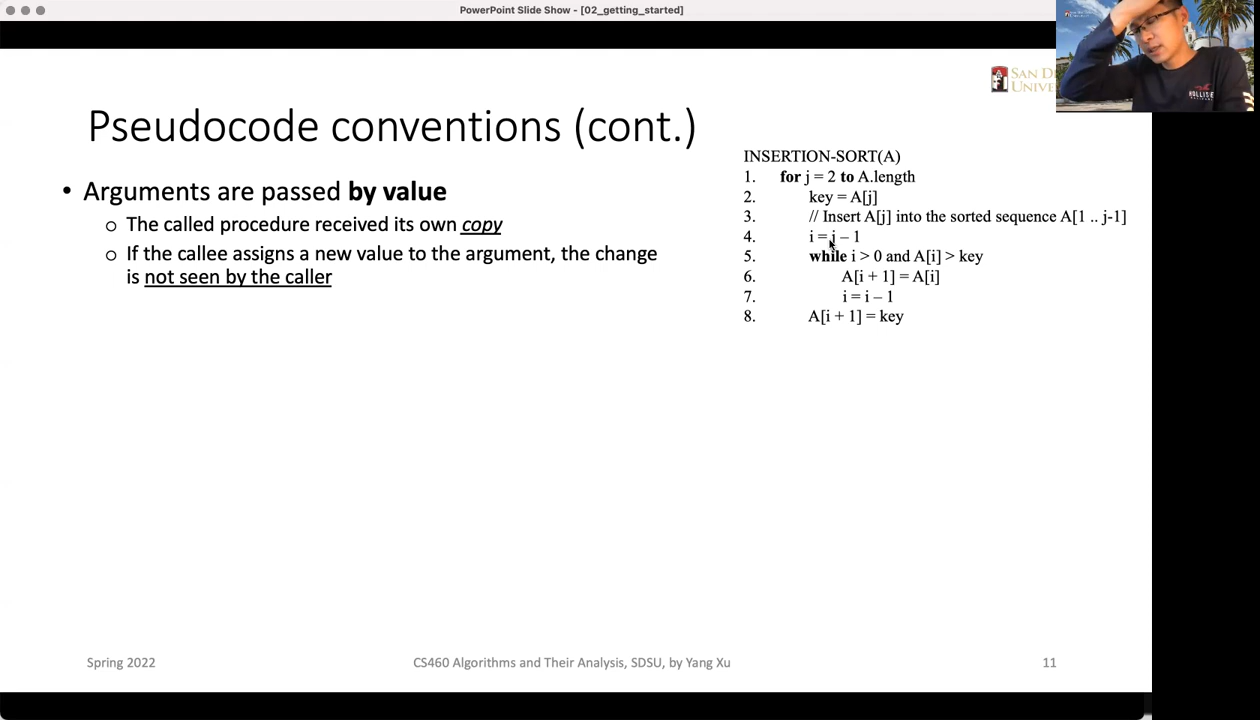 PowerPoint Slide Show - [02_getting_started]
SAN D
UNIVE
HOLLISTE
Pseudocode conventions (cont.)
• Arguments are passed by value
o The called procedure received its own copy
o If the callee assigns a new value to the argument, the change
is not seen by the caller
INSERTION-SORT(A)
1. for j = 2 to A.length
2. key = A[j]
3. // Insert A[j] into the sorted sequence A[1 .. j-1]
4. i = j – 1
5. while i > 0 and A[i] > key
6. A[i + 1] = A[i]
7. i = i – 1
8. A[i + 1] = key
Spring 2022
CS460 Algorithms and Their Analysis, SDSU, by Yang Xu
11